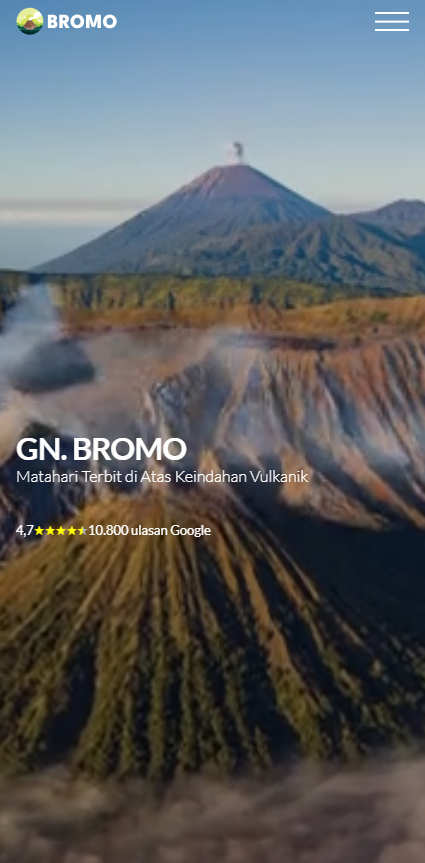 BROMO
GN. BROMO
Matahari Terbit di Atas Keindahan Vulkanik
4,7★★★★★10.800 ulasan Google